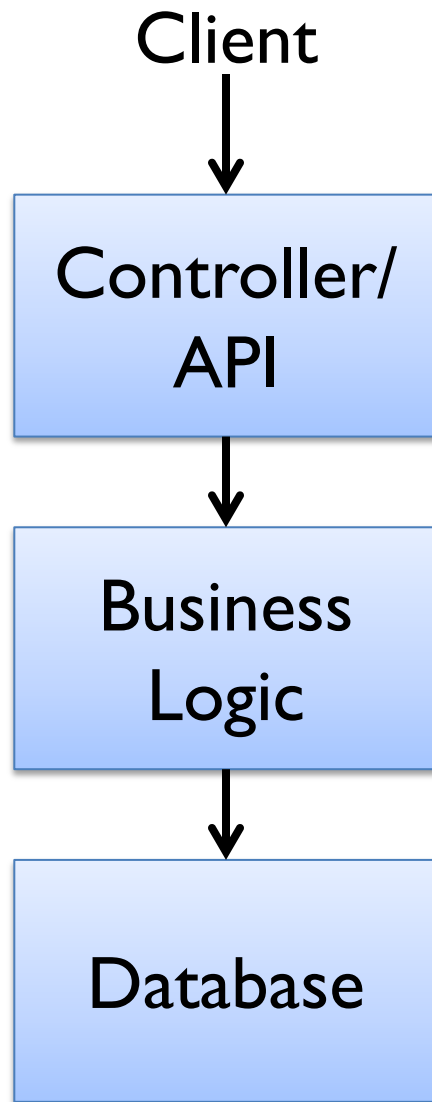 Client
Controller/
API
Business
Logic
Database